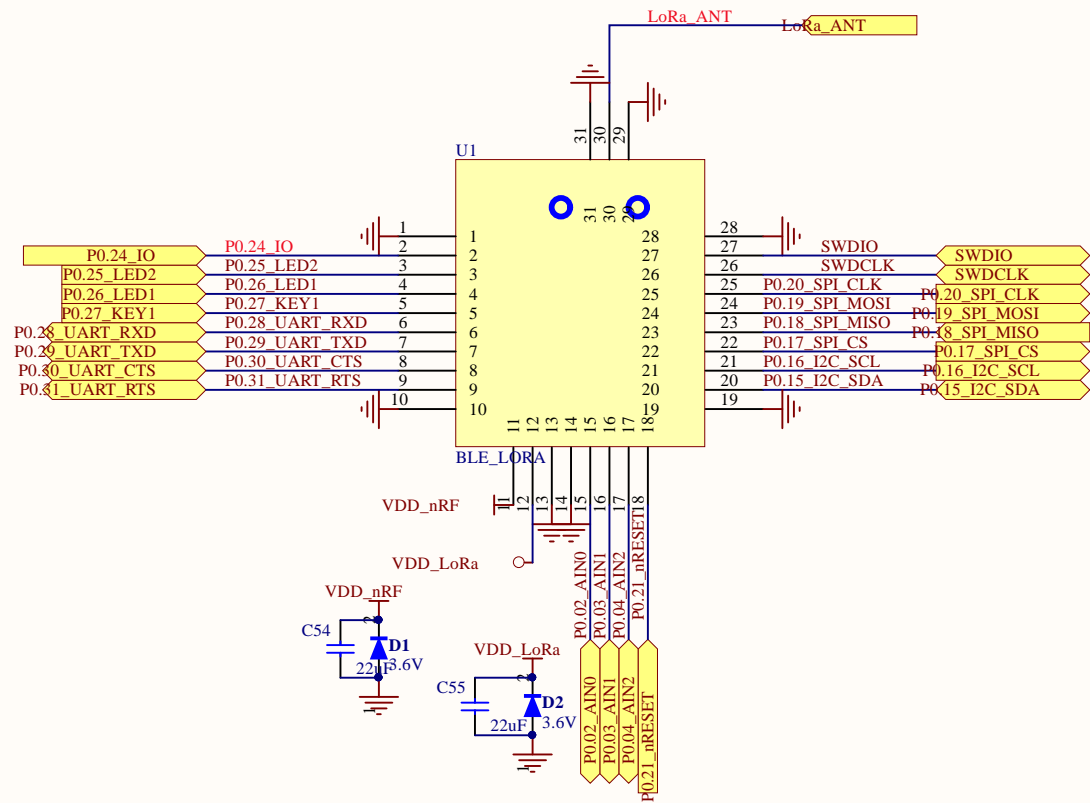 LoRa_ANT
LoRa_ANT
31
30
29
U1
31
30
29
1
1
28
28
P0.24_IO
P0.24_IO
2
2
27
27
SWDIO
SWDIO
P0.25_LED2
P0.25_LED2
3
3
26
26
SWDCLK
SWDCLK
P0.26_LED1
P0.26_LED1
4
4
25
25
P0.20_SPI_CLK
P0.20_SPI_CLK
P0.27_KEY1
P0.27_KEY1
5
5
24
24
P0.19_SPI_MOSI
P0.19_SPI_MOSI
P0.28_UART_RXD
P0.28_UART_RXD
6
6
23
23
P0.18_SPI_MISO
P0.18_SPI_MISO
P0.29_UART_TXD
P0.29_UART_TXD
7
7
22
22
P0.17_SPI_CS
P0.17_SPI_CS
P0.30_UART_CTS
P0.30_UART_CTS
8
8
21
21
P0.16_I2C_SCL
P0.16_I2C_SCL
P0.31_UART_RTS
P0.31_UART_RTS
9
9
20
20
P0.15_I2C_SDA
P0.15_I2C_SDA
10
10
19
19
11
12
13
14
15
16
17
18
BLE_LORA
VDD_nRF
11
12
13
14
15
16
17
18
VDD_LoRa
P0.02_AIN0
P0.03_AIN1
P0.04_AIN2
P0.21_nRESET
VDD_nRF
2
C54
D1
22uF
3.6V
1
VDD_LoRa
2
C55
D2
22uF
3.6V
1
P0.02_AIN0
P0.03_AIN1
P0.04_AIN2
P0.21_nRESET